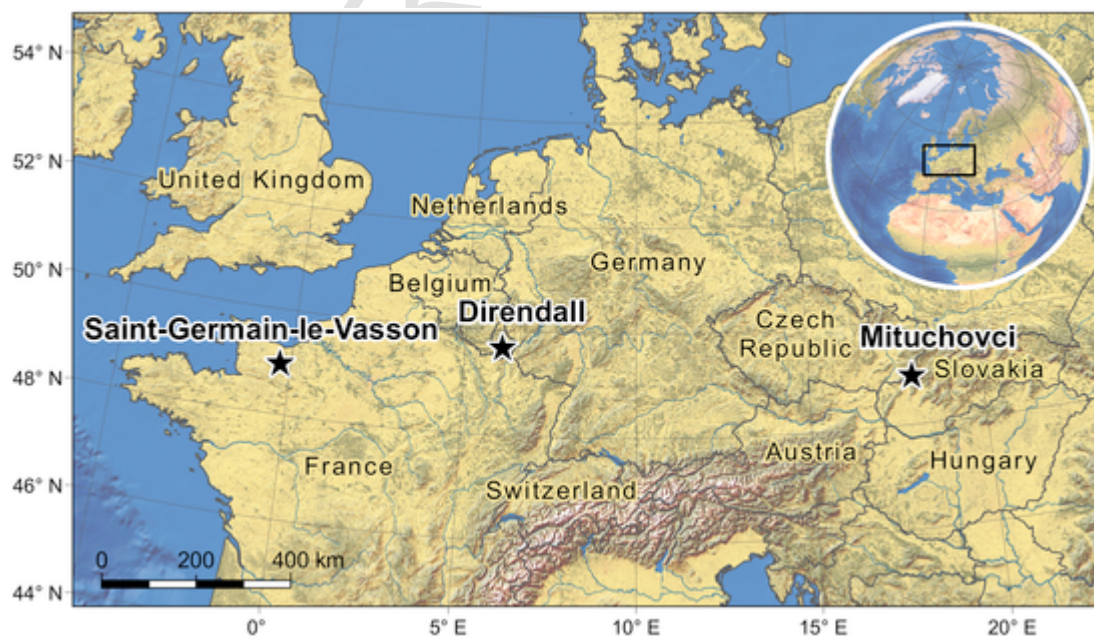 54° N
52° N
50° N
48° N
46° N
44° N
United Kingdom
Netherlands
Belgium
Germany
Direndall
Saint-Germain-le-Vasson
Czech
Republic
Mituchovci
Slovakia
France
Switzerland
Austria
Hungary
0 200 400 km
0° 5° E 10° E 15° E 20° E